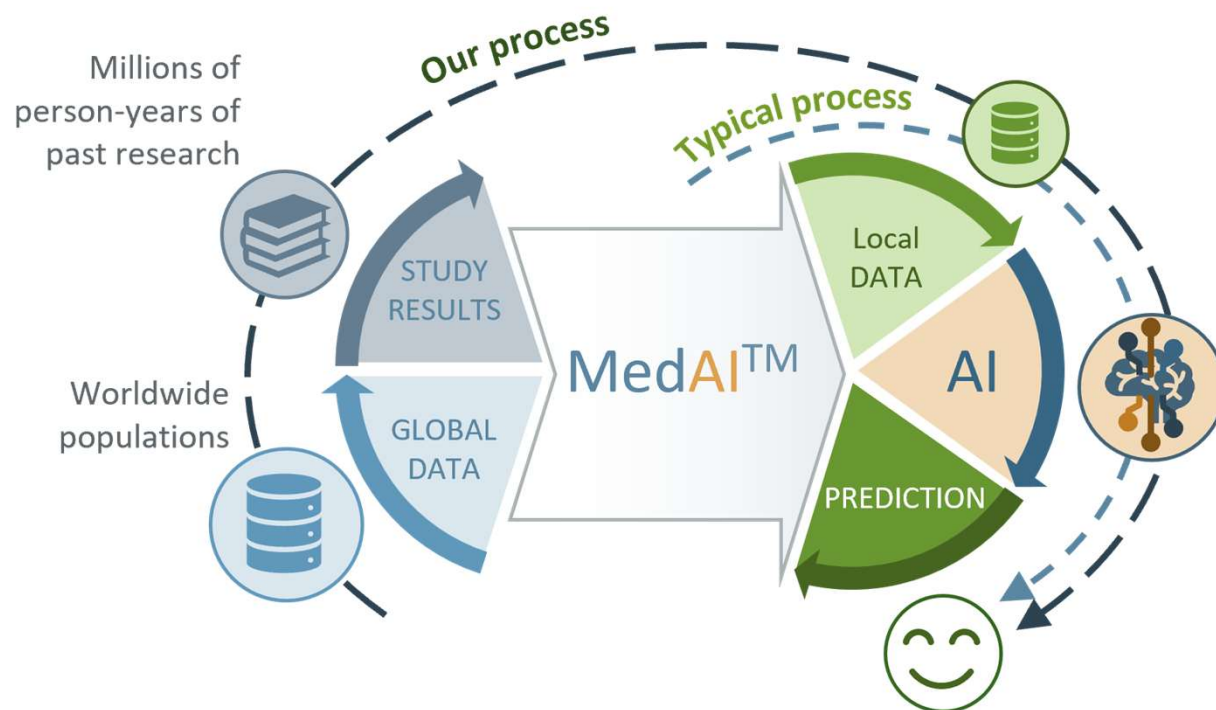 Our process
Millions of
person-years of
past research
Typical process
Local
DATA
STUDY
RESULTS
MedAI™
AI
Worldwide
populations
GLOBAL
DATA
PREDICTION